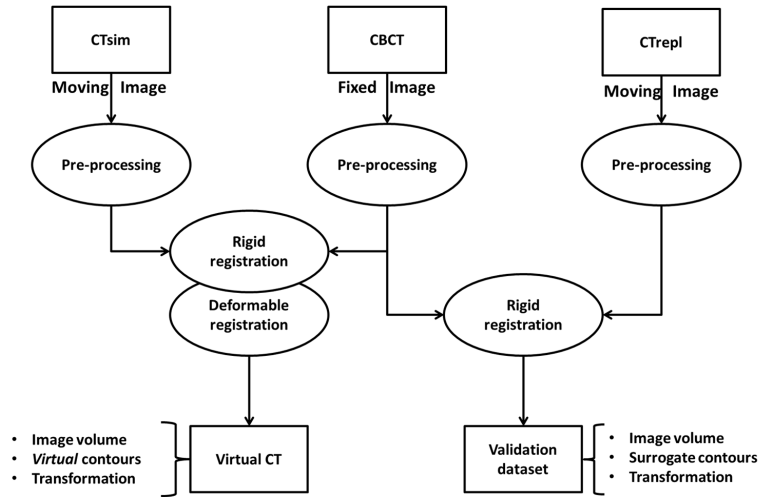 CTsim
CBCT
CTrepl
Moving Image
Fixed Image
Moving Image
Pre-processing
Pre-processing
Pre-processing
Rigid
registration
Deformable
registration
Rigid
registration
• Image volume
• Virtual contours
• Transformation
Virtual CT
Validation
dataset
• Image volume
• Surrogate contours
• Transformation